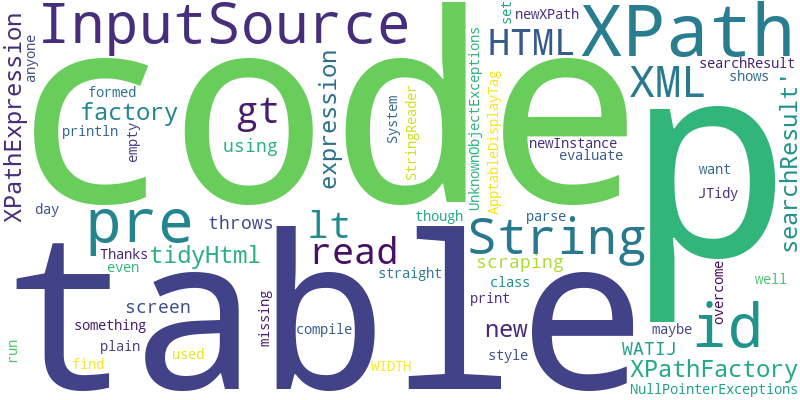 InputSource
XPath
set
newXPath
HTML
searchResult
shows
XML
XPathExpression
anyone
code
p
formed
factory
println
empty
gt
using
expression
System
StringReader
UnknownObjectExceptions
ApptableDisplayTag
newInstance
evaluate
want
JTidy
searchResult'
day
pre
throws
lt
though
String
parse
Thanks
even
tidyHtml
read
straight
scraping
class
print
overcome
well
table
screen
something
plain
find
used
run
missing
compile
WIDTH
new
style
maybe
id
WATIJ
XPathFactory
NullPointerExceptions